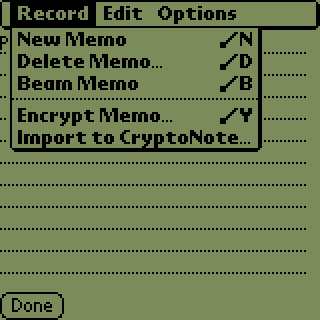 Record Edit Options
New Memo /N
Delete Memo... /D
Beam Memo /B
Encrypt Memo... /Y
Import to CryptoNote...
Done